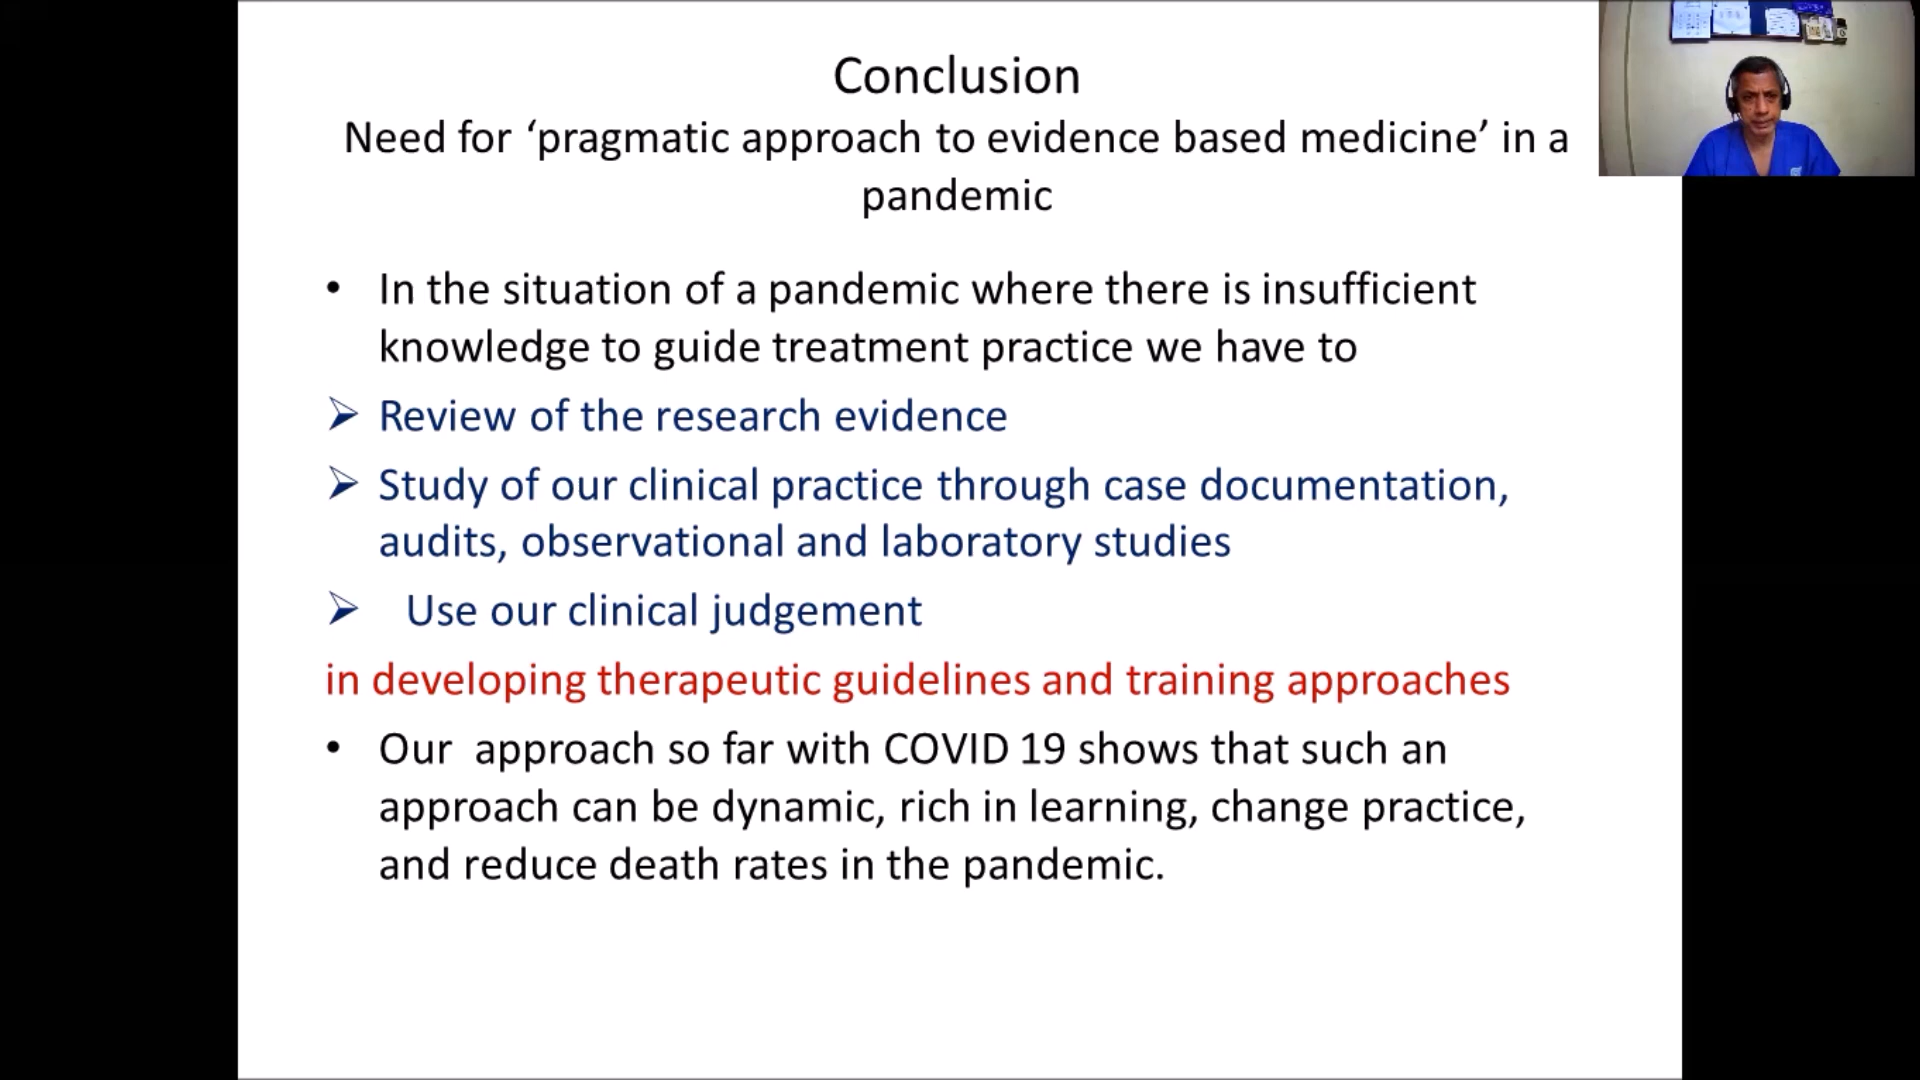 Conclusion
Need for ‘pragmatic approach to evidence based medicine’ in a
pandemic
• In the situation of a pandemic where there is insufficient
knowledge to guide treatment practice we have to
➢ Review of the research evidence
➢ Study of our clinical practice through case documentation,
audits, observational and laboratory studies
➢ Use our clinical judgement
in developing therapeutic guidelines and training approaches
• Our approach so far with COVID 19 shows that such an
approach can be dynamic, rich in learning, change practice,
and reduce death rates in the pandemic.